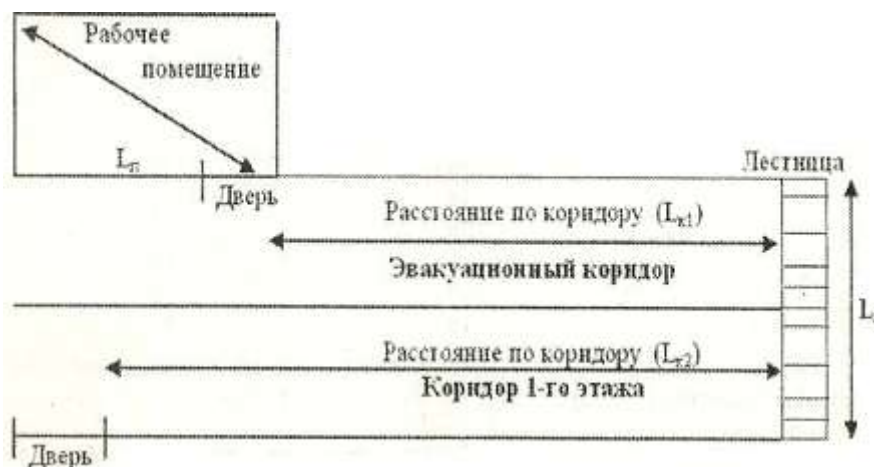 Рабочее
помещение
Lп
Дверь
Лестница
Расстояние по коридору (Lк1)
Эвакуационный коридор
Расстояние по коридору (Lк2)
Коридор 1-го этажа
Дверь